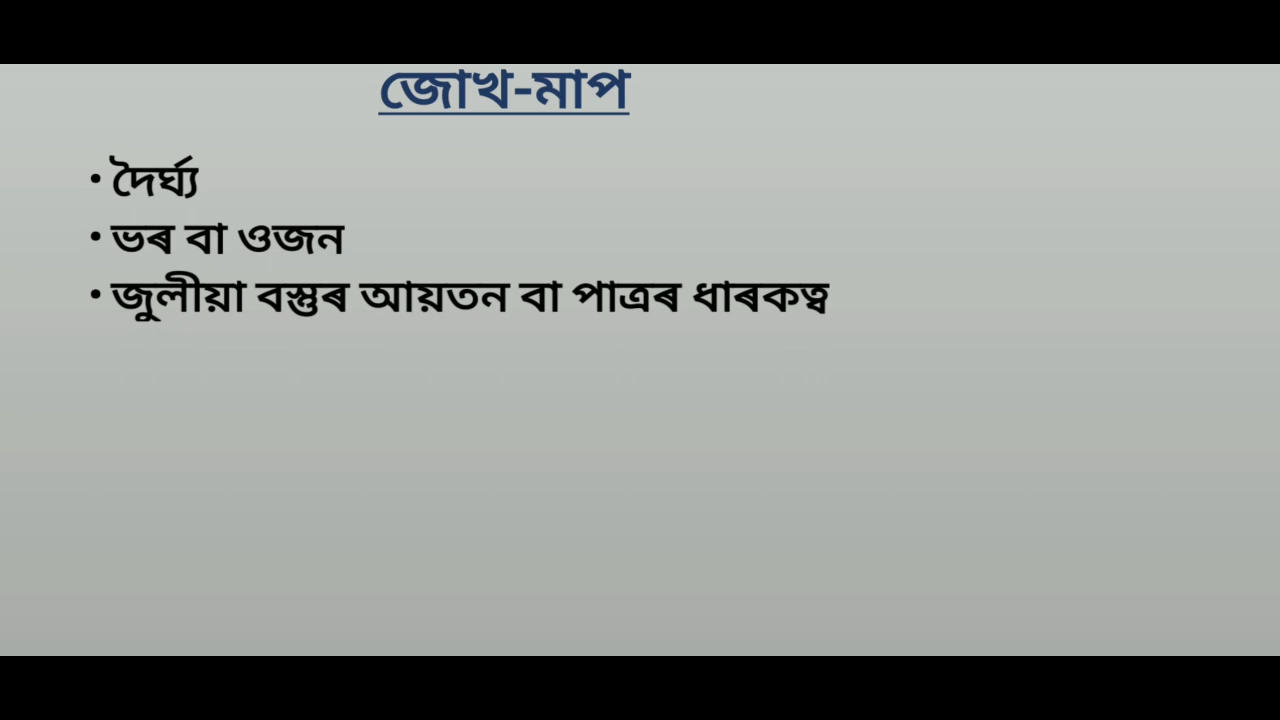 জোখ-মাপ
• দৈৰ্ঘ্য
• ভৰ বা ওজন
• জুলীয়া বস্তুৰ আয়তন বা পাত্ৰৰ ধাৰকত্ব